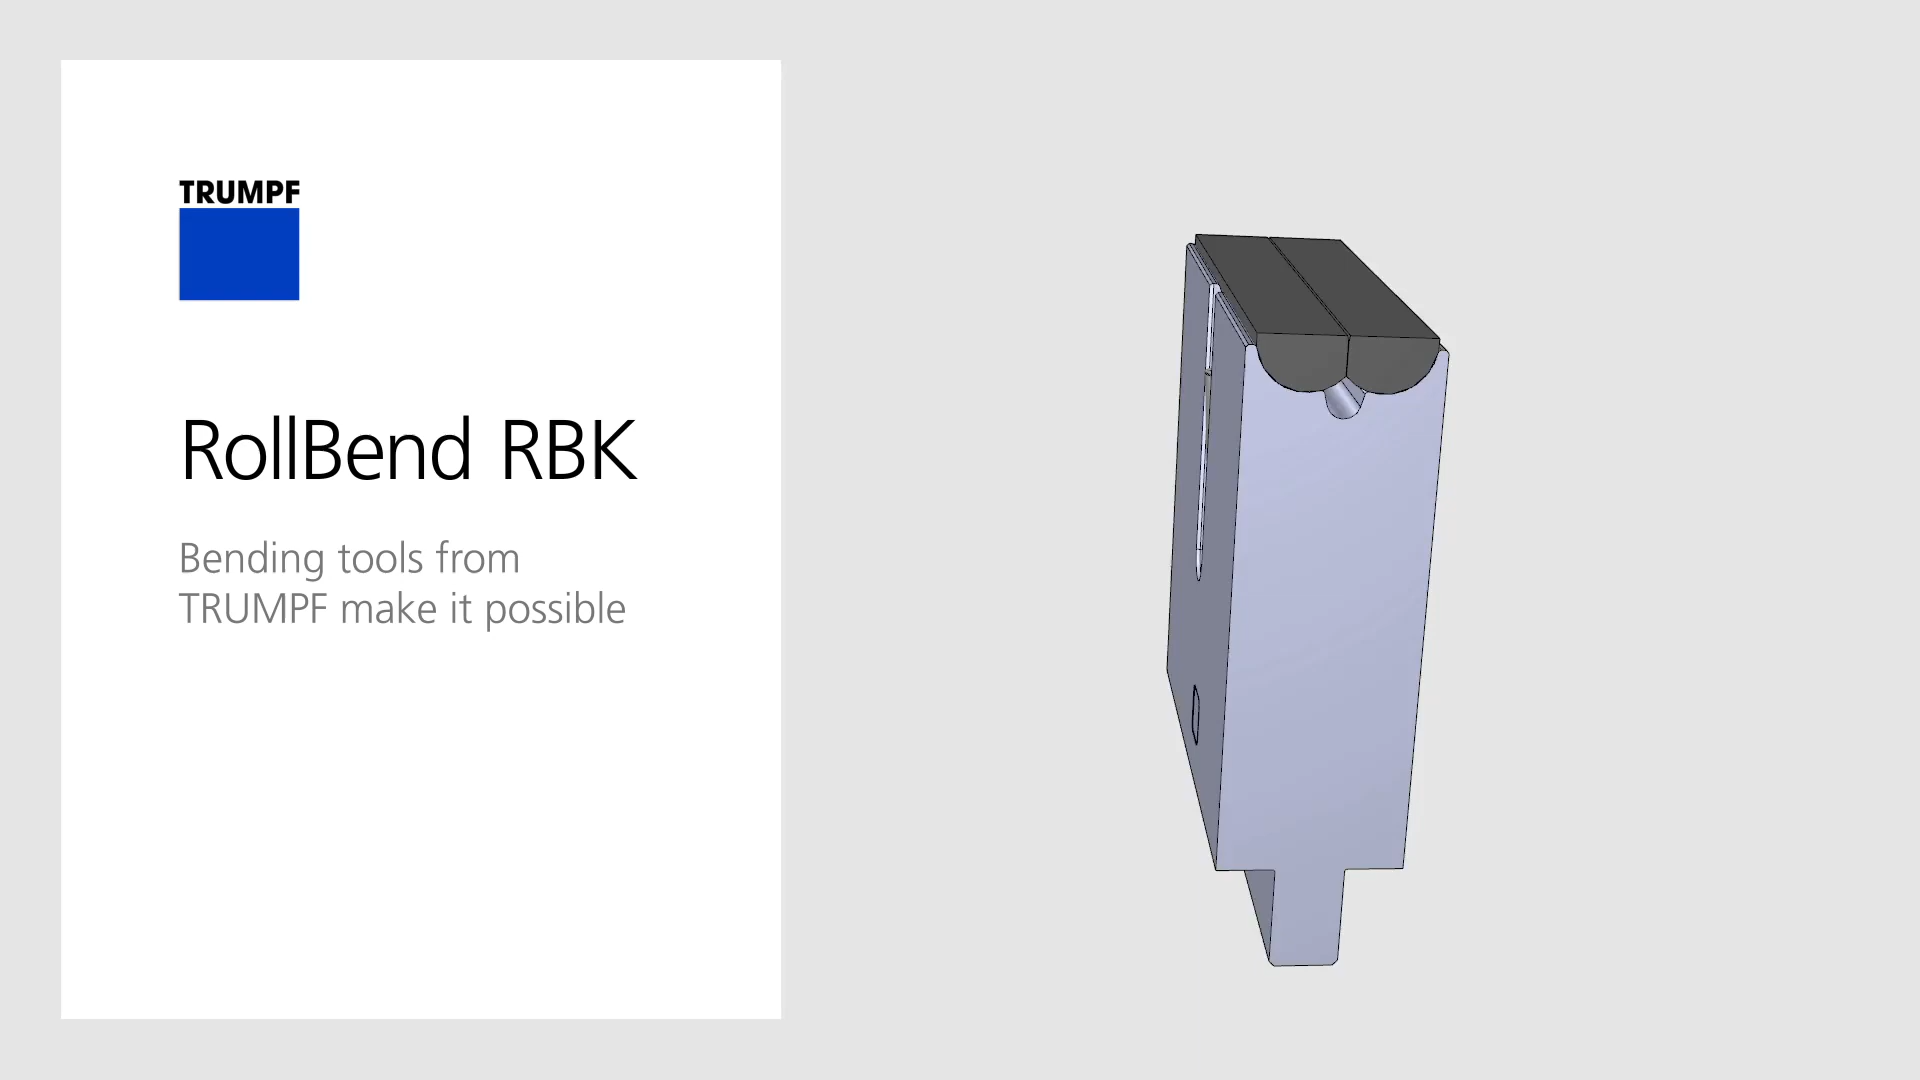 TRUMPF
RollBend RBK
Bending tools from
TRUMPF make it possible